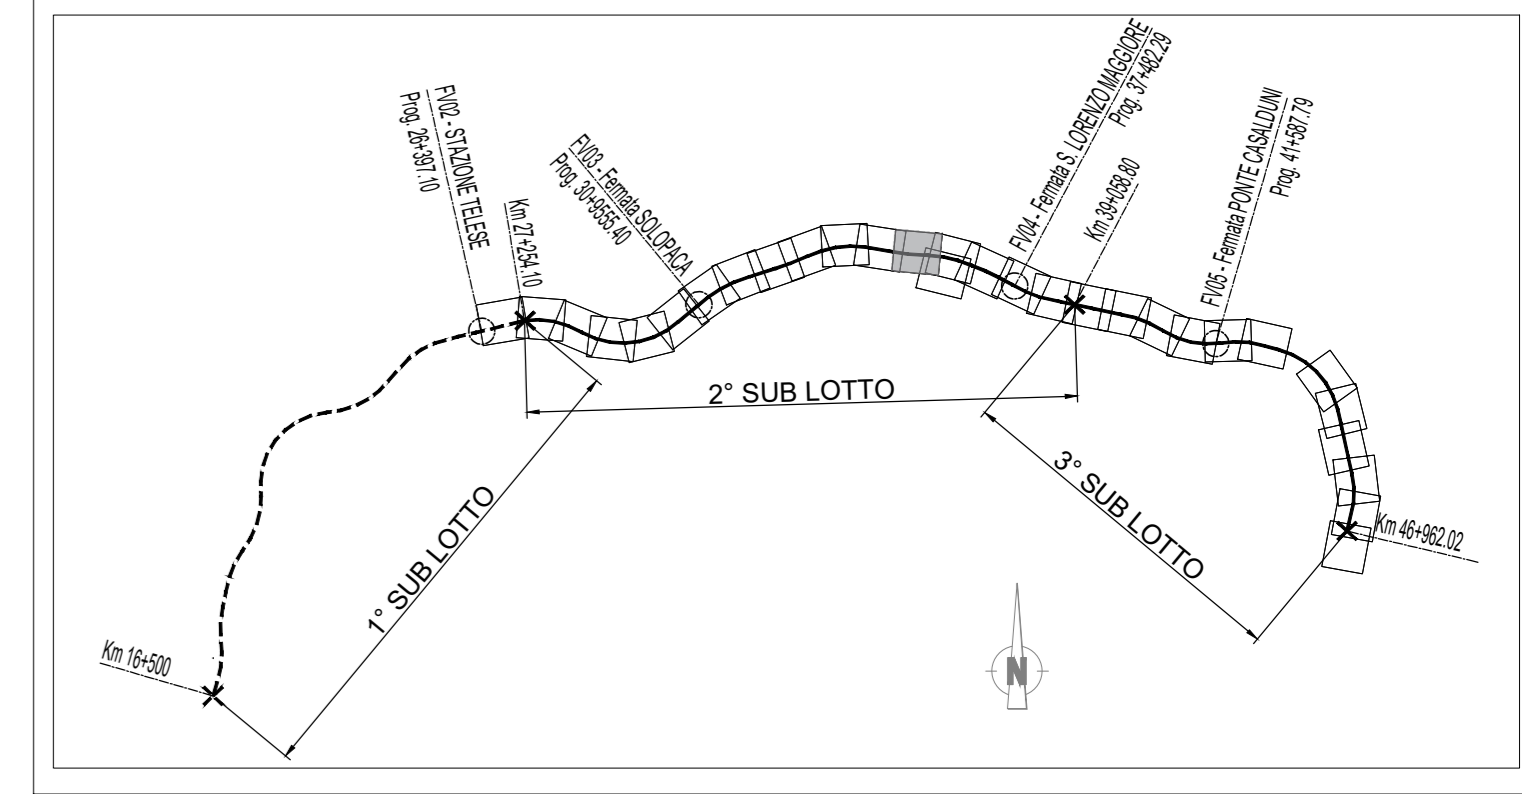 FV02 - STAZIONE TELESE
Prog. 26+397.10
Km 27+254.10
FV03 - Fermata SOLOPACA
Prog. 30+9555.40
FV04 - Fermata S. LORENZO MAGGIORE
Prog. 37+482.29
Km 39+058.80
FV05 - Fermata PONTE CASALDUNI
Prog. 41+587.79
2° SUB LOTTO
3° SUB LOTTO
1° SUB LOTTO
Km 46+962.02
Km 16+500
N